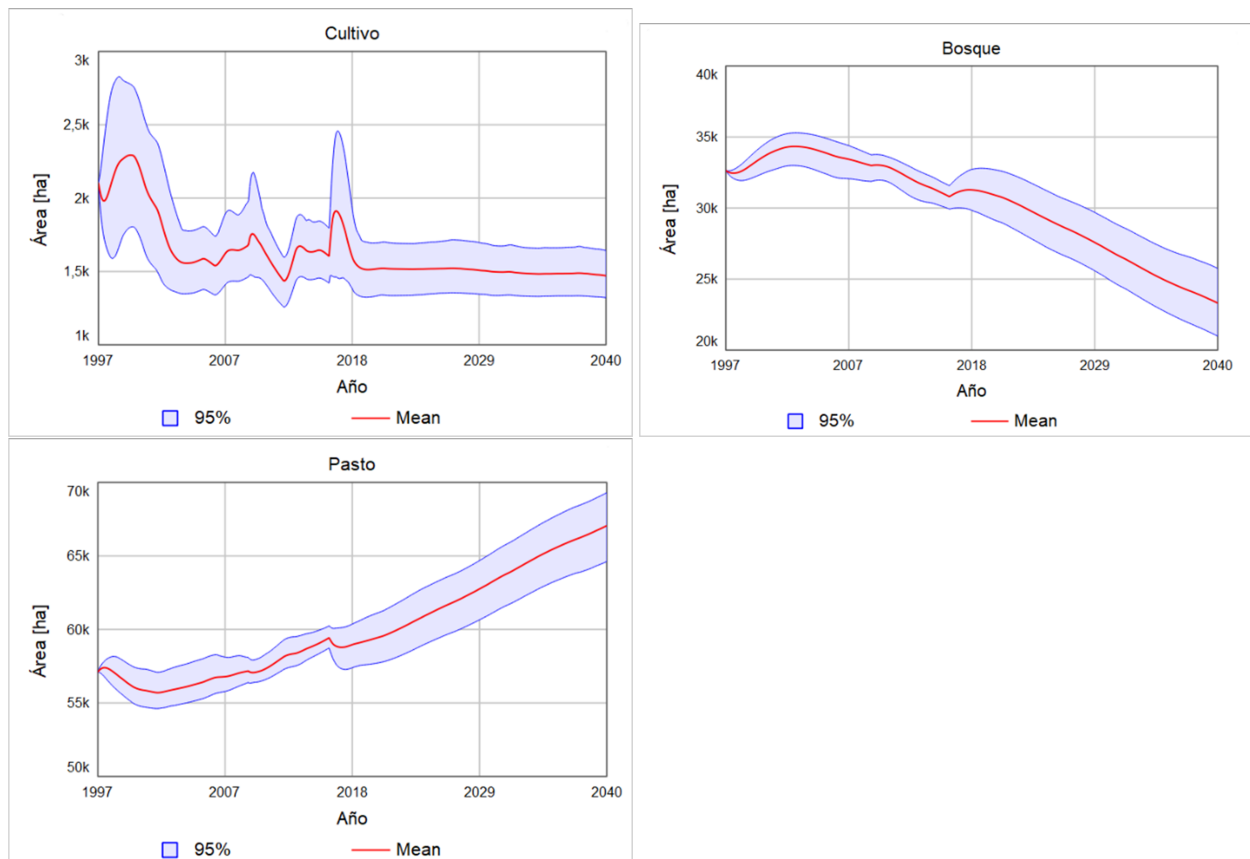 Cultivo
3k
2,5k
2k
1,5k
1k
Área [ha]
1997 2007 2018 2029 2040
Año
95% Mean
Bosque
40k
35k
30k
25k
20k
Área [ha]
1997 2007 2018 2029 2040
Año
95% Mean
Pasto
70k
65k
60k
55k
50k
Área [ha]
1997 2007 2018 2029 2040
Año
95% Mean